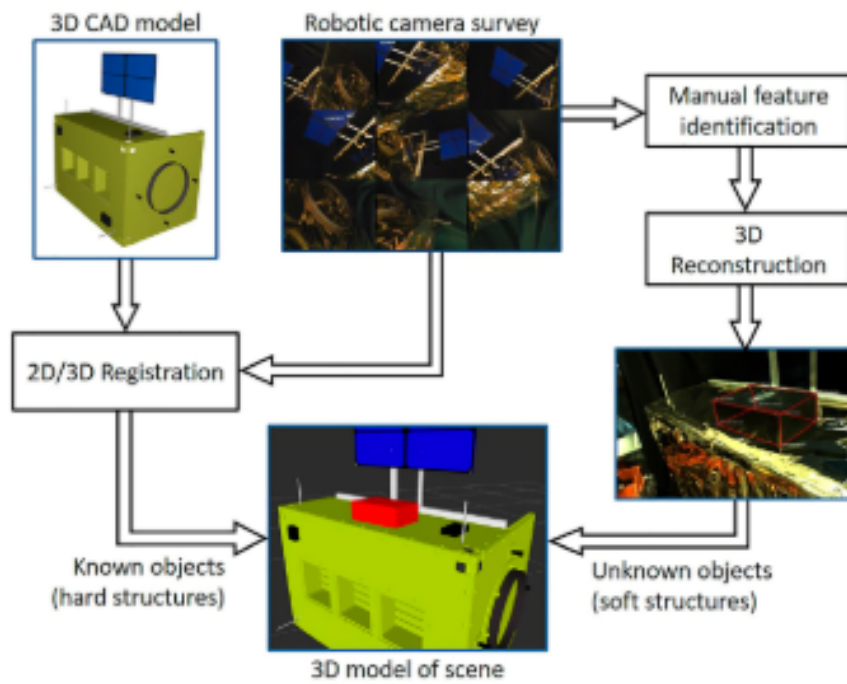 3D CAD model
Robotic camera survey
Manual feature
identification
3D
Reconstruction
2D/3D Registration
Known objects
(hard structures)
Unknown objects
(soft structures)
3D model of scene